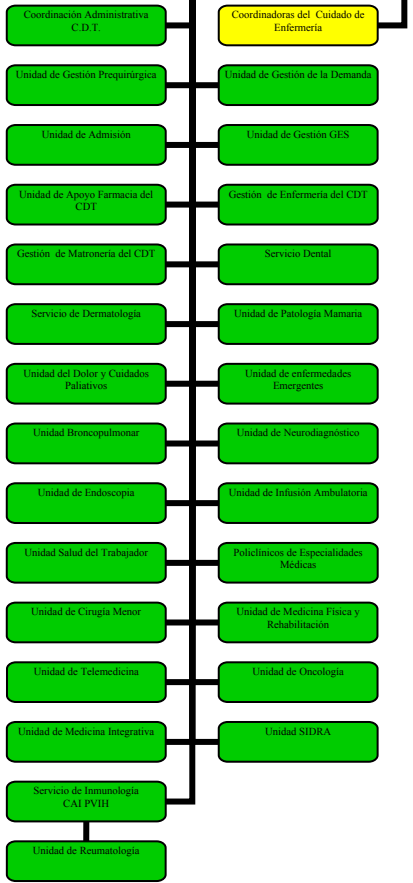 Coordinación Administrativa
C.D.T.
Coordinadoras del Cuidado de
Enfermería
Unidad de Gestión Prequirúrgica
Unidad de Gestión de la Demanda
Unidad de Admisión
Unidad de Gestión GES
Unidad de Apoyo Farmacia del
CDT
Gestión de Enfermería del CDT
Gestión de Matronería del CDT
Servicio Dental
Servicio de Dermatología
Unidad de Patología Mamaria
Unidad del Dolor y Cuidados
Paliativos
Unidad de enfermedades
Emergentes
Unidad Broncopulmonar
Unidad de Neurodiagnóstico
Unidad de Endoscopía
Unidad de Infusión Ambulatoria
Unidad Salud del Trabajador
Policlínicos de Especialidades
Médicas
Unidad de Cirugía Menor
Unidad de Medicina Física y
Rehabilitación
Unidad de Telemedicina
Unidad de Oncología
Unidad de Medicina Integrativa
Unidad SIDRA
Servicio de Inmunología
CAI PVIH
Unidad de Reumatología